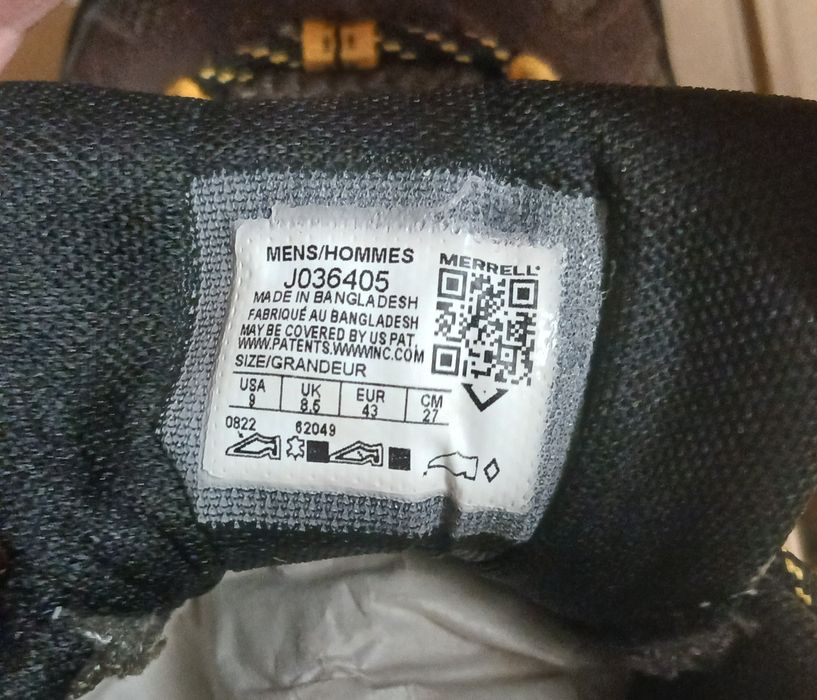 MENS/HOMMES
J036405
MADE IN BANGLADESH
FABRIQUÉ AU BANGLADESH
MAY BE COVERED BY US PAT.
WWW.PATENTS.WWWINC.COM
SIZE/GRANDEUR
MERRELL
USA UK EUR CM
9 8.5 43 27
0822 62049